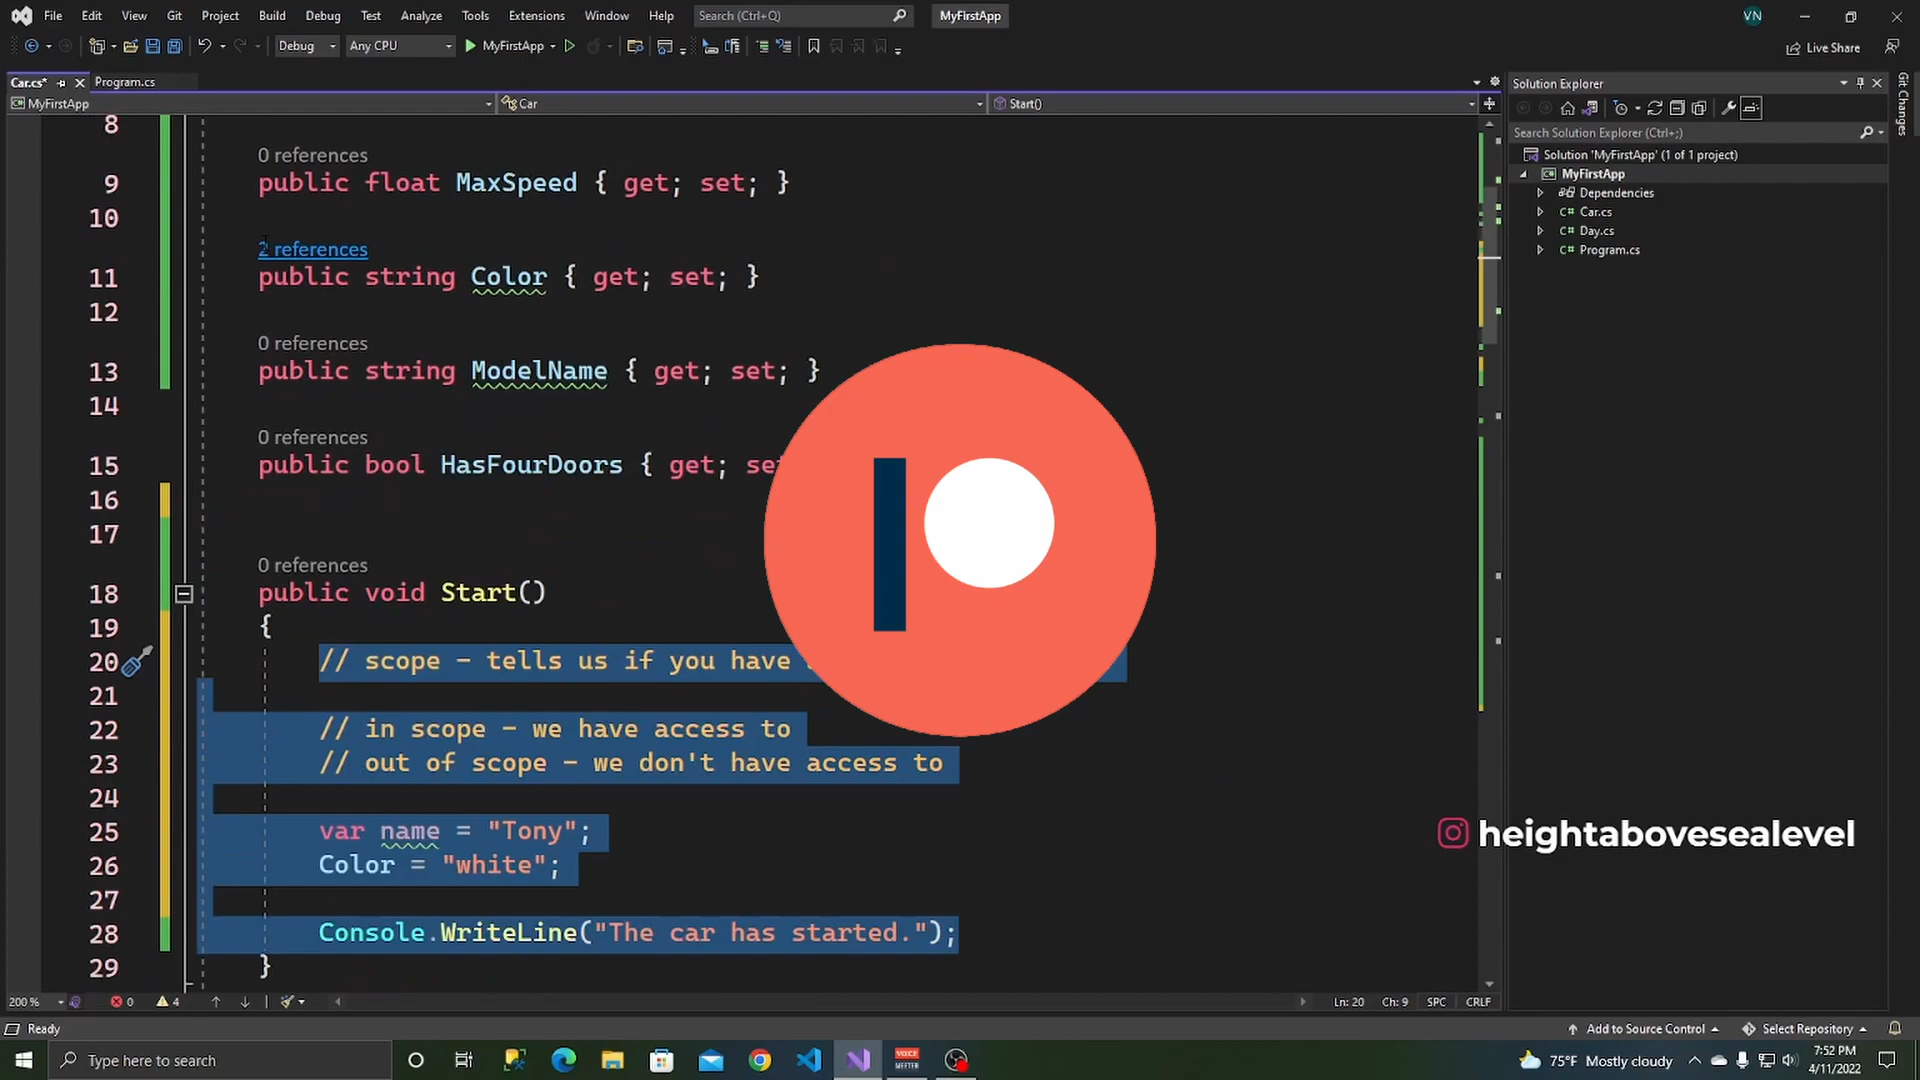 File Edit View Git Project Build Debug Test Analyze Tools Extensions Window Help Search (Ctrl+Q) MyFirstApp VN
Debug Any CPU MyFirstApp Live Share
Car.cs* Program.cs
MyFirstApp Car Start()
Solution Explorer
Search Solution Explorer (Ctrl+;)
Solution 'MyFirstApp' (1 of 1 project)
MyFirstApp
Dependencies
Car.cs
Day.cs
Program.cs
Git Changes
8
0 references
9 public float MaxSpeed { get; set; }
10
2 references
11 public string Color { get; set; }
12
0 references
13 public string ModelName { get; set; }
14
0 references
15 public bool HasFourDoors { get; se
16
17
0 references
18 public void Start()
19 {
20 // scope - tells us if you have
21
22 // in scope - we have access to
23 // out of scope - we don't have access to
24
25 var name = "Tony";
26 Color = "white";
27
28 Console.WriteLine("The car has started.");
29 }
heightabovesealevel
200 % 0 4 Ln: 20 Ch: 9 SPC CRLF
Ready Add to Source Control Select Repository
Type here to search VOICE MEETER 75°F Mostly cloudy 7:52 PM
4/11/2022